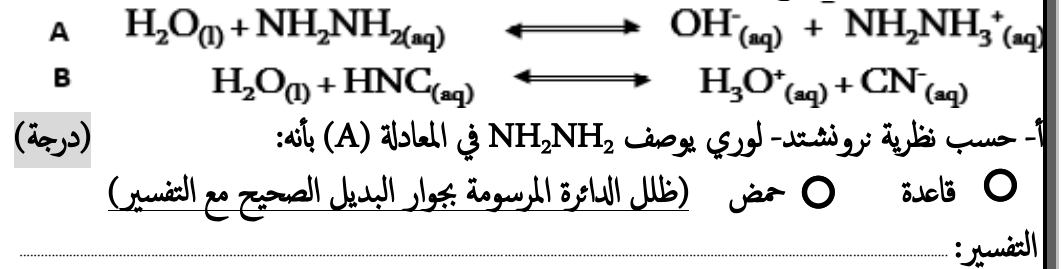 A H₂O(l) + NH₂NH₂(aq) ⟷ OH⁻(aq) + NH₂NH₃⁺(aq)
B H₂O(l) + HNC(aq) ⟷ H₃O⁺(aq) + CN⁻(aq)
أ- حسب نظرية نرونشتد-لوري يوصف NH₂NH₂ في المعادلة (A) بأنه: (درجة)
○ قاعدة ○ حمض (ظلل الدائرة المرسومة بجوار البديل الصحيح مع التفسير)
التفسير: ........................................................